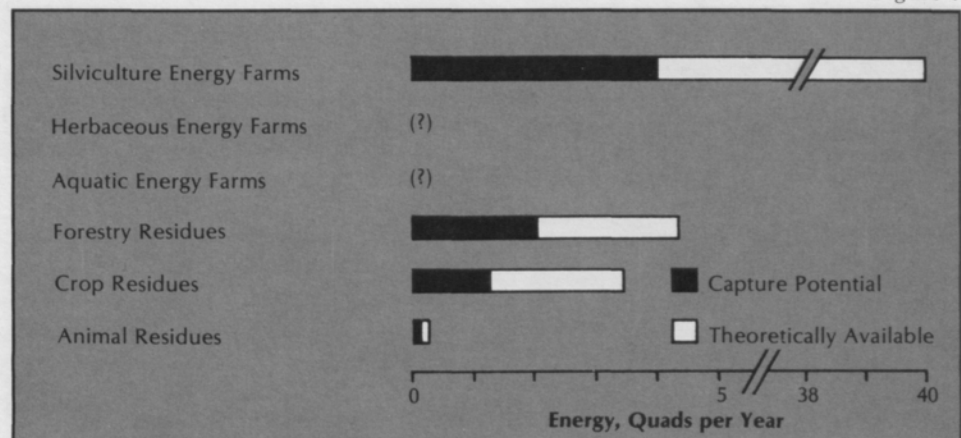 Silviculture Energy Farms
Herbaceous Energy Farms (?)
Aquatic Energy Farms (?)
Forestry Residues
Crop Residues
Capture Potential
Animal Residues
Theoretically Available
0 5 38 40
Energy, Quads per Year